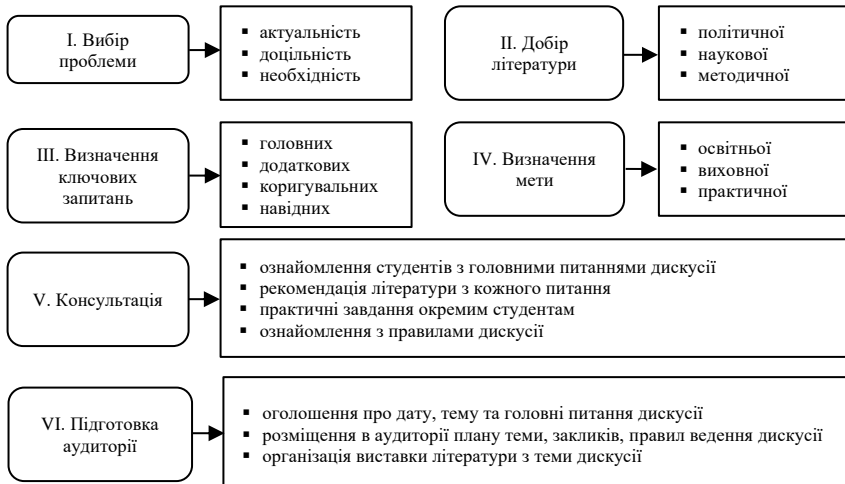 I. Вибір
проблеми
▪ актуальність
▪ доцільність
▪ необхідність
II. Добір
літератури
▪ політичної
▪ наукової
▪ методичної
III. Визначення
ключових
запитань
▪ головних
▪ додаткових
▪ коригувальних
▪ навідних
IV. Визначення
мети
▪ освітньої
▪ виховної
▪ практичної
V. Консультація
▪ ознайомлення студентів з головними питаннями дискусії
▪ рекомендація літератури з кожного питання
▪ практичні завдання окремим студентам
▪ ознайомлення з правилами дискусії
VI. Підготовка
аудиторії
▪ оголошення про дату, тему та головні питання дискусії
▪ розміщення в аудиторії плану теми, закликів, правил ведення дискусії
▪ організація виставки літератури з теми дискусії